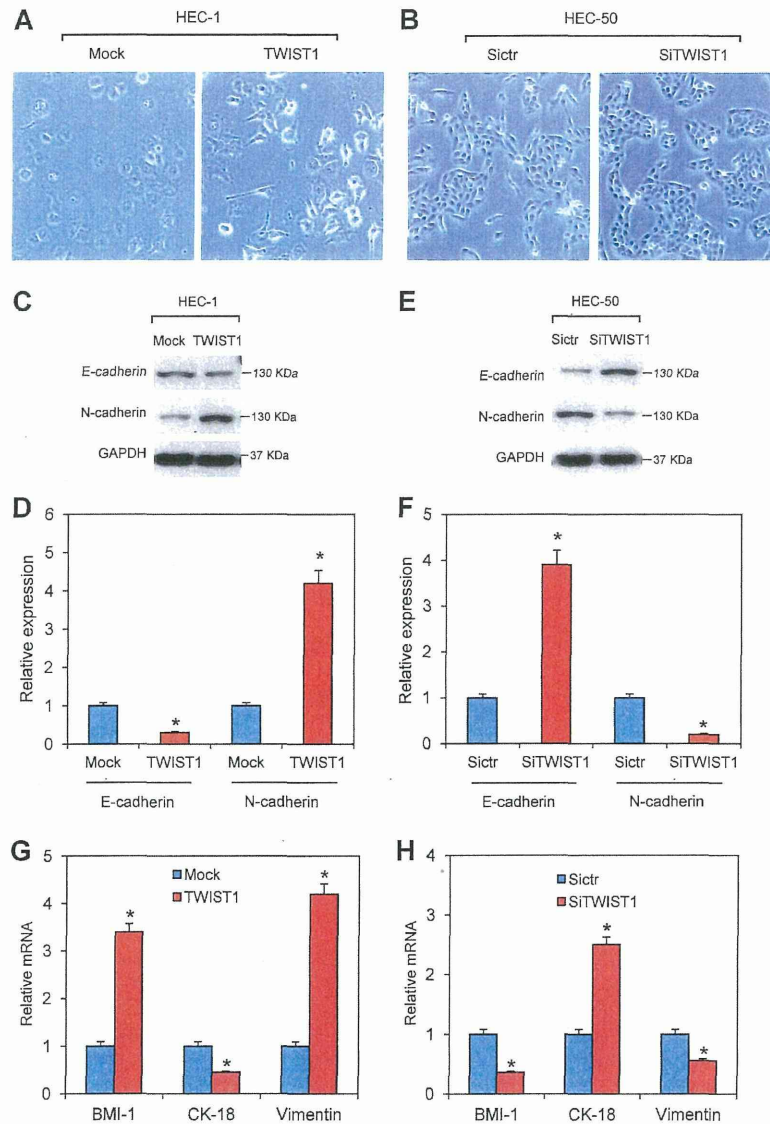 A
HEC-1
Mock
TWIST1
B
HEC-50
Sictr
SiTWIST1
C
HEC-1
Mock TWIST1
E-cadherin
130 KDa
N-cadherin
130 KDa
GAPDH
37 KDa
E
HEC-50
Sictr SiTWIST1
E-cadherin
130 KDa
N-cadherin
130 KDa
GAPDH
37 KDa
D
Relative expression
6
5
4
3
2
1
0
*
*
Mock TWIST1 Mock TWIST1
E-cadherin N-cadherin
F
Relative expression
5
4
3
2
1
0
*
*
Sictr SiTWIST1 Sictr SiTWIST1
E-cadherin N-cadherin
G
Relative mRNA
5
4
3
2
1
0
Mock
TWIST1
*
*
*
BMI-1 CK-18 Vimentin
H
Relative mRNA
4
3
2
1
0
Sictr
SiTWIST1
*
*
*
BMI-1 CK-18 Vimentin